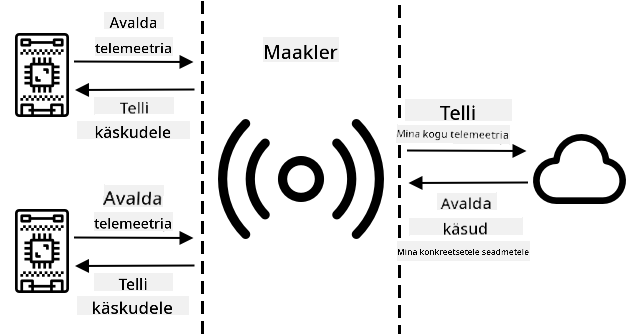 Avalda
telemeetria
Telli
käskudele
Maakler
Telli
Mina kogu telemeetria
Avalda
käsud
Mina konkreetsetele seadmetele
Avalda
telemeetria
Telli
käskudele